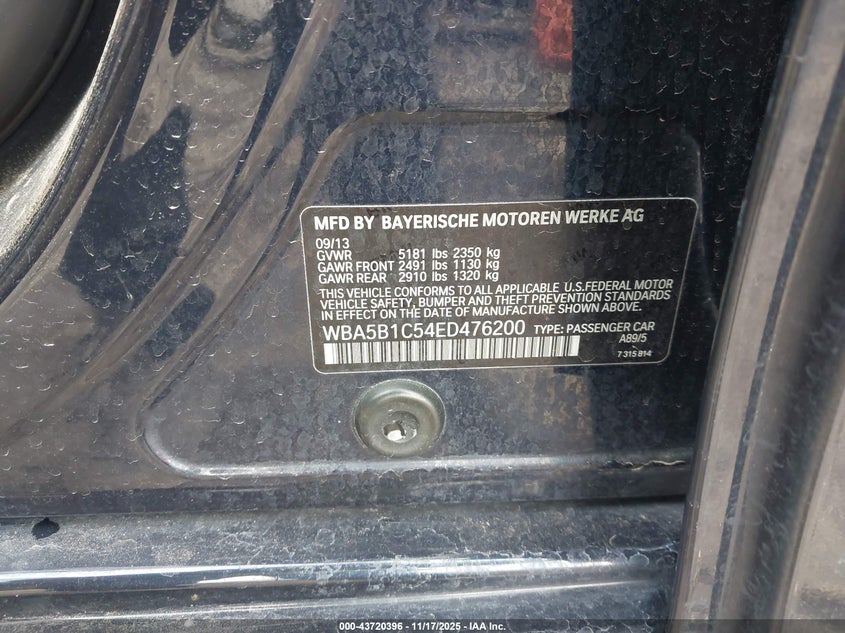 MFD BY BAYERISCHE MOTOREN WERKE AG
09/13
GVWR 5181 lbs 2350 kg
GAWR FRONT 2491 lbs 1130 kg
GAWR REAR 2910 lbs 1320 kg
THIS VEHICLE CONFORMS TO ALL APPLICABLE U.S.FEDERAL MOTOR
VEHICLE SAFETY, BUMPER AND THEFT PREVENTION STANDARDS
IN EFFECT ON THE DATE OF MANUFACTURE SHOWN ABOVE.
WBA5B1C54ED476200 TYPE: PASSENGER CAR
A89/5
7 315 814
000-43720396 - 11/17/2025 - IAA Inc.